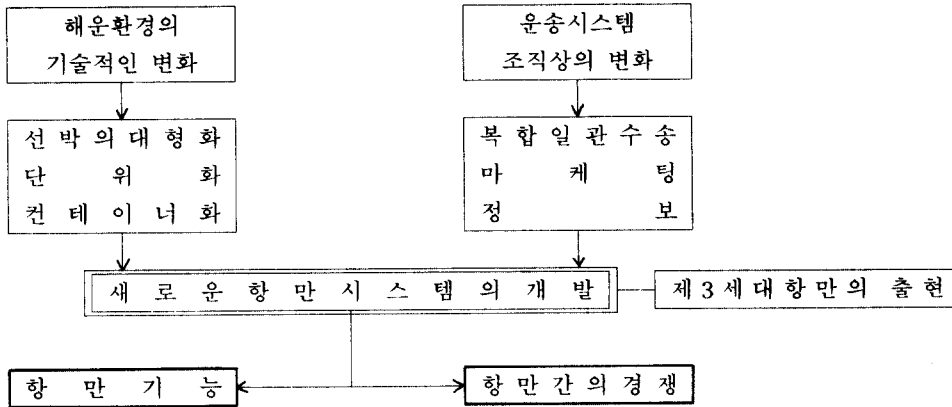 해운환경의
기술적인 변화
운송시스템
조직상의 변화
선박의대형화
단위화
컨테이너화
복합일관수송
마케팅
정보
새로운항만시스템의개발
제3세대항만의 출현
항만기능
항만간의경쟁